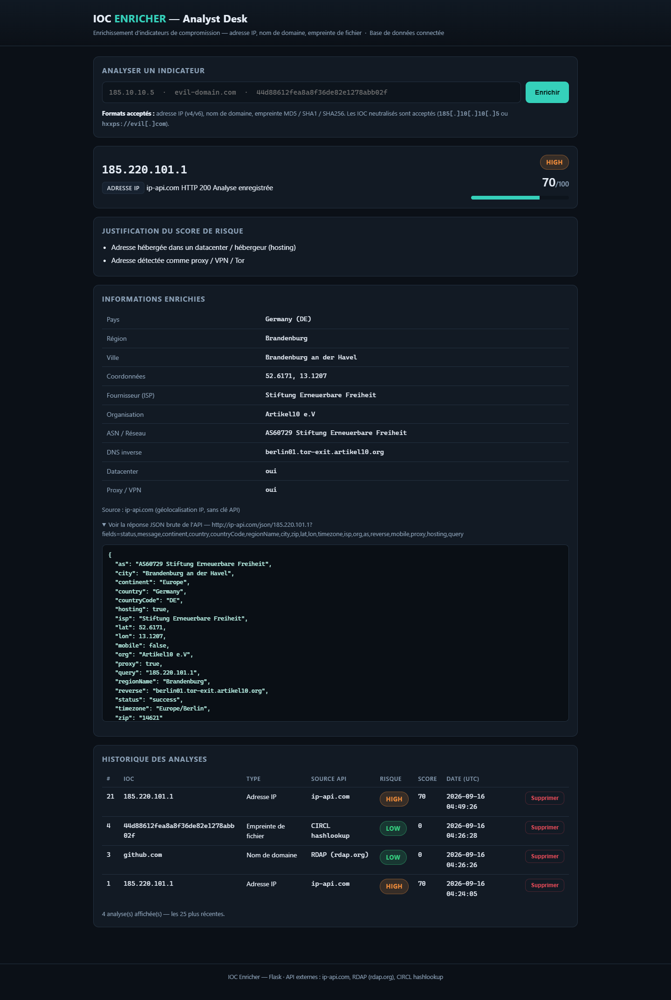 IOC ENRICHER — Analyst Desk
Enrichissement d'indicateurs de compromission — adresse IP, nom de domaine, empreinte de fichier · Base de données connectée
ANALYSER UN INDICATEUR
185.10.10.5 · evil-domain.com · 44d88612fea8a8f36de82e1278abb02f
Enrichir
Formats acceptés : adresse IP (v4/v6), nom de domaine, empreinte MD5 / SHA1 / SHA256. Les IOC neutralisés sont acceptés (185[.]10[.]10[.]5 ou
hxxps://evil[.]com).
185.220.101.1
HIGH
70/100
ADRESSE IP ip-api.com HTTP 200 Analyse enregistrée
JUSTIFICATION DU SCORE DE RISQUE
• Adresse hébergée dans un datacenter / hébergeur (hosting)
• Adresse détectée comme proxy / VPN / Tor
INFORMATIONS ENRICHIES
Pays Germany (DE)
Région Brandenburg
Ville Brandenburg an der Havel
Coordonnées 52.6171, 13.1207
Fournisseur (ISP) Stiftung Erneuerbare Freiheit
Organisation Artikel10 e.V
ASN / Réseau AS60729 Stiftung Erneuerbare Freiheit
DNS inverse berlin01.tor-exit.artikel10.org
Datacenter oui
Proxy / VPN oui
Source : ip-api.com (géolocalisation IP, sans clé API)
▼ Voir la réponse JSON brute de l'API — http://ip-api.com/json/185.220.101.1?
fields=status,message,continent,country,countryCode,regionName,city,zip,lat,lon,timezone,isp,org,as,reverse,mobile,proxy,hosting,query
{
"as": "AS60729 Stiftung Erneuerbare Freiheit",
"city": "Brandenburg an der Havel",
"continent": "Europe",
"country": "Germany",
"countryCode": "DE",
"hosting": true,
"isp": "Stiftung Erneuerbare Freiheit",
"lat": 52.6171,
"lon": 13.1207,
"mobile": false,
"org": "Artikel10 e.V",
"proxy": true,
"query": "185.220.101.1",
"regionName": "Brandenburg",
"reverse": "berlin01.tor-exit.artikel10.org",
"status": "success",
"timezone": "Europe/Berlin",
"zip": "14621"
HISTORIQUE DES ANALYSES
# IOC TYPE SOURCE API RISQUE SCORE DATE (UTC)
21 185.220.101.1 Adresse IP ip-api.com HIGH 70 2026-09-16 Supprimer
04:49:26
4 44d88612fea8a8f36de82e1278abb Empreinte de CIRCL LOW 0 2026-09-16 Supprimer
02f fichier hashlookup 04:26:28
3 github.com Nom de domaine RDAP (rdap.org) LOW 0 2026-09-16 Supprimer
04:26:26
1 185.220.101.1 Adresse IP ip-api.com HIGH 70 2026-09-16 Supprimer
04:24:05
4 analyse(s) affichée(s) — les 25 plus récentes.
IOC Enricher — Flask · API externes : ip-api.com, RDAP (rdap.org), CIRCL hashlookup